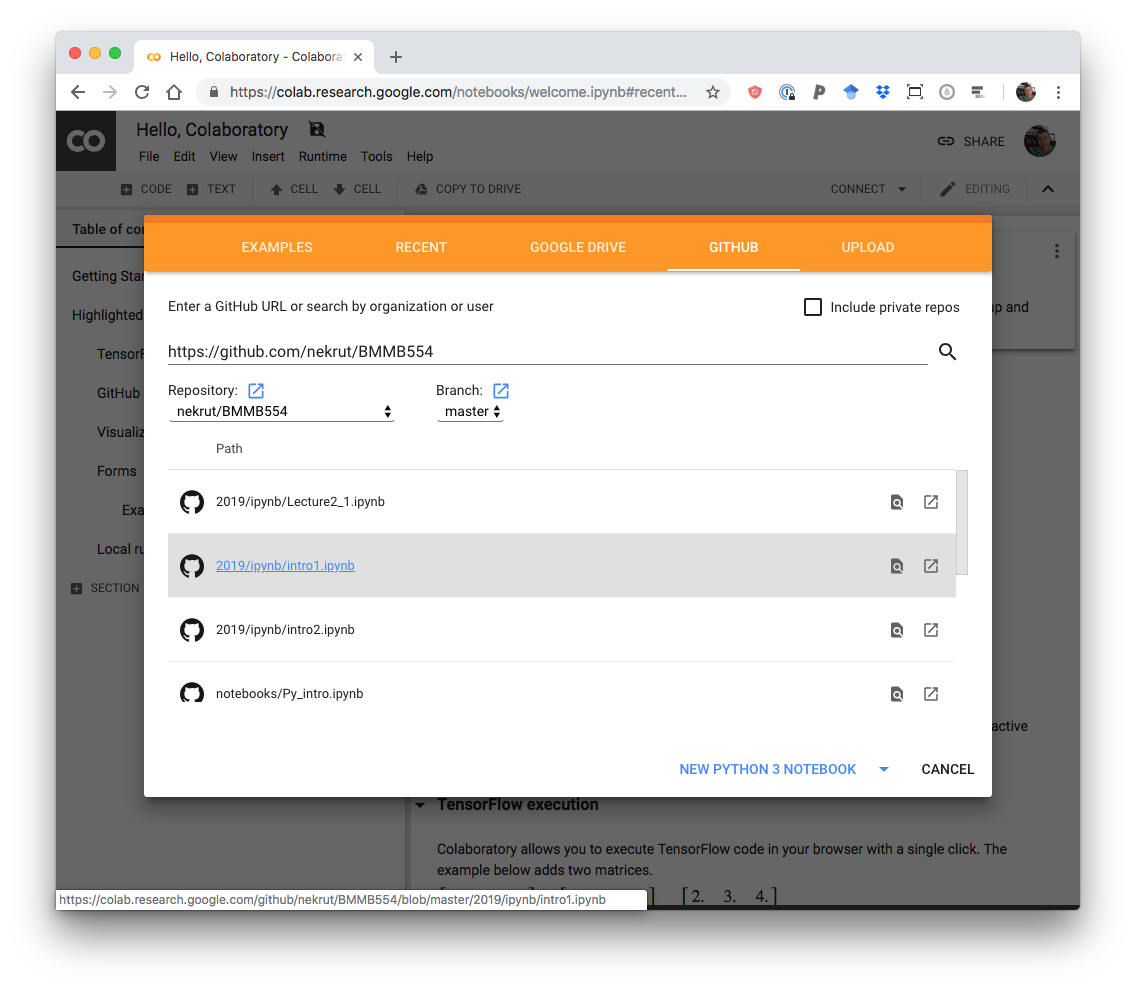 Hello, Colaboratory - Colabora
https://colab.research.google.com/notebooks/welcome.ipynb#recent...
CO
Hello, Colaboratory
File Edit View Insert Runtime Tools Help
SHARE
CODE TEXT CELL CELL COPY TO DRIVE CONNECT EDITING
Table of cor
EXAMPLES RECENT GOOGLE DRIVE GITHUB UPLOAD
Getting Star
Enter a GitHub URL or search by organization or user
Include private repos
up and
Highlighted
https://github.com/nekrut/BMMB554
TensorF
Repository: Branch:
GitHub
nekrut/BMMB554 master
Visualiz
Path
Forms
2019/ipynb/Lecture2_1.ipynb
Exa
Local ru
2019/ipynb/intro1.ipynb
SECTION
2019/ipynb/intro2.ipynb
notebooks/Py_intro.ipynb
active
NEW PYTHON 3 NOTEBOOK CANCEL
TensorFlow execution
Colaboratory allows you to execute TensorFlow code in your browser with a single click. The
example below adds two matrices.
[2. 3. 4.]
https://colab.research.google.com/github/nekrut/BMMB554/blob/master/2019/ipynb/intro1.ipynb